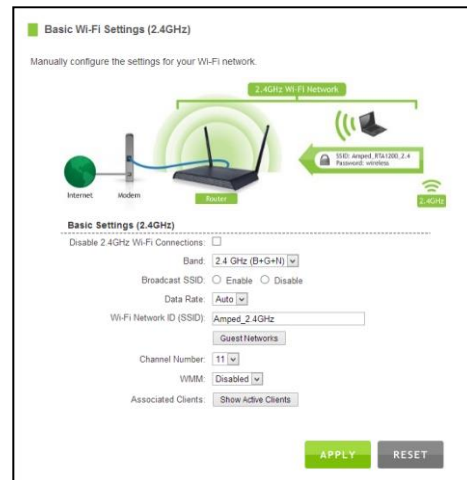 Basic Wi-Fi Settings (2.4GHz)
Manually configure the settings for your Wi-Fi network.
2.4GHz Wi-Fi Network
SSID: Amped_RTA1200_2.4
Password: wireless
Internet
Modem
Router
2.4GHz
Basic Settings (2.4GHz)
Disable 2.4GHz Wi-Fi Connections:
Band: 2.4 GHz (B+G+N)
Broadcast SSID: Enable Disable
Data Rate: Auto
Wi-Fi Network ID (SSID): Amped_2.4GHz
Guest Networks
Channel Number: 11
WMM: Disabled
Associated Clients: Show Active Clients
APPLY RESET